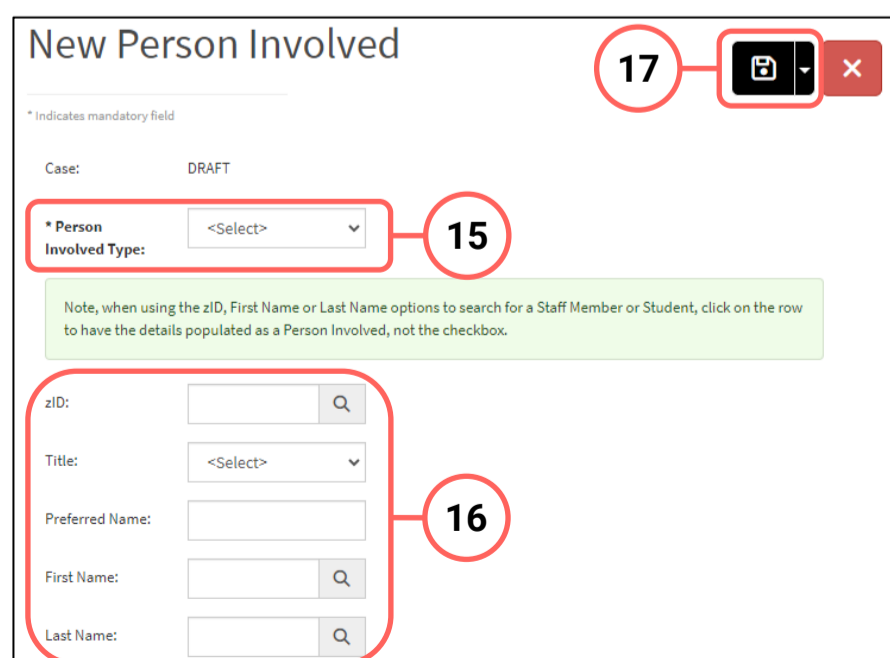 New Person Involved
17
* Indicates mandatory field
Case: DRAFT
* Person
Involved Type:
<Select>
15
Note, when using the zID, First Name or Last Name options to search for a Staff Member or Student, click on the row
to have the details populated as a Person Involved, not the checkbox.
zID:
Title: <Select>
Preferred Name:
16
First Name:
Last Name: